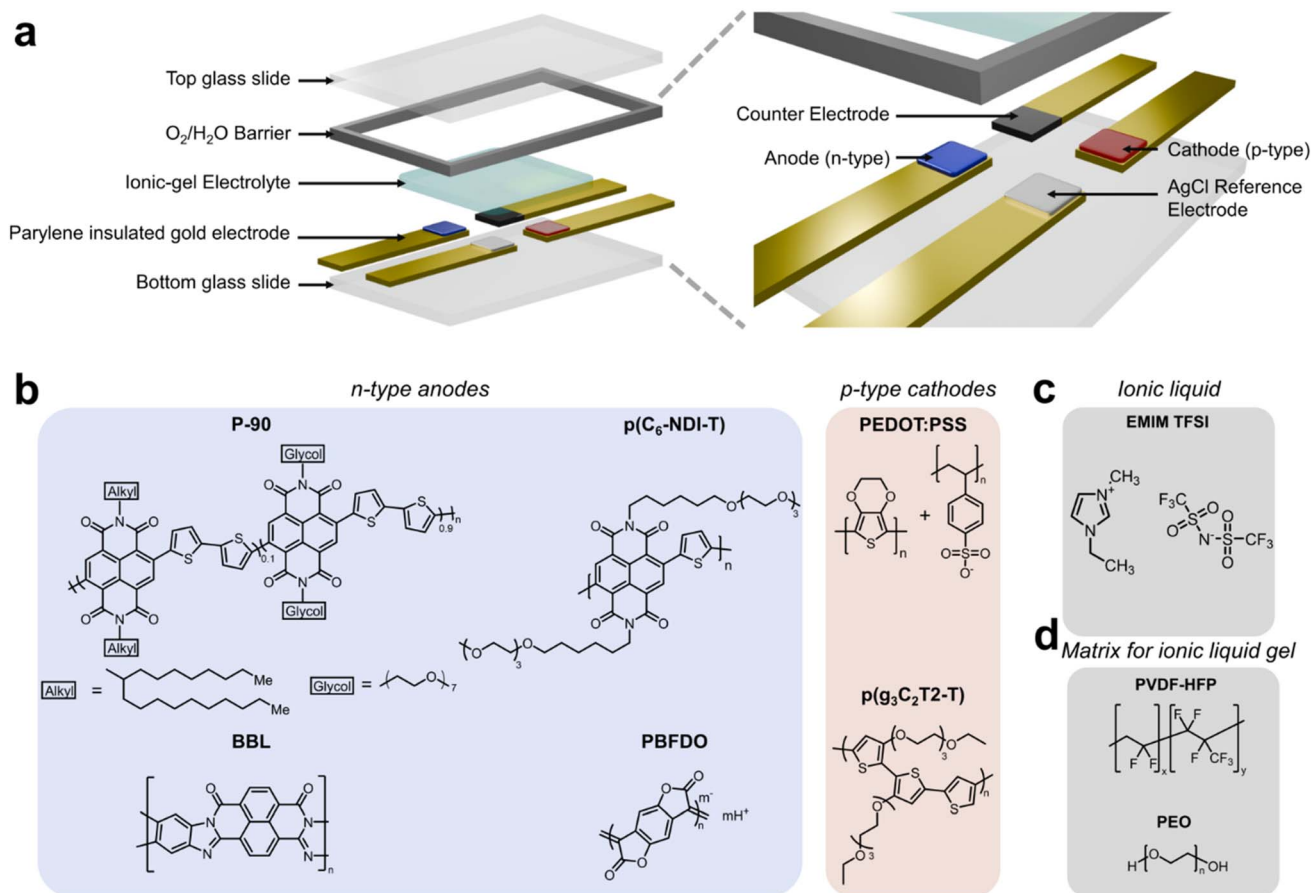 a
Top glass slide
O₂/H₂O Barrier
Ionic-gel Electrolyte
Parylene insulated gold electrode
Bottom glass slide
Counter Electrode
Anode (n-type)
Cathode (p-type)
AgCl Reference
Electrode
b
n-type anodes
P-90
Alkyl
Glycol
N
O
O
S
S
0.1
N
O
O
S
S
0.9
n
O
O
N
Alkyl
O
O
N
Glycol
Alkyl
=
Me
Me
Glycol
=
O
7
p(C₆-NDI-T)
O
O
3
O
N
O
S
n
O
N
O
O
O
3
BBL
O
N
N
O
N
N
n
PBFDO
O
O
m-
n
O
O
mH⁺
p-type cathodes
PEDOT:PSS
O
O
S
n
+
n
O=S=O
O⁻
p(g₃C₂T2-T)
O
O
3
S
S
S
n
O
O
3
c
Ionic liquid
EMIM TFSI
CH₃
N⁺
N
CH₃
F₃C
O
S
O
N⁻
O
S
O
CF₃
d
Matrix for ionic liquid gel
PVDF-HFP
F
F
x
F
F
F
CF₃
y
PEO
H
O
n
OH